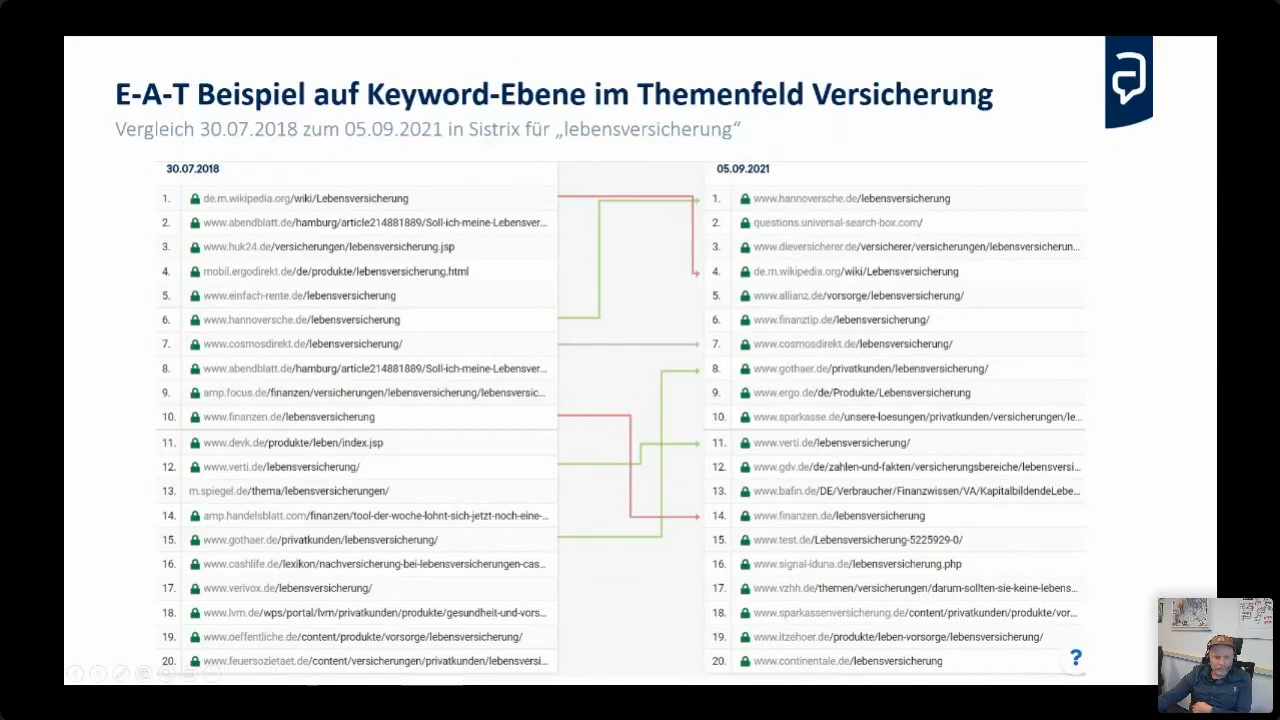 E-A-T Beispiel auf Keyword-Ebene im Themenfeld Versicherung
Vergleich 30.07.2018 zum 05.09.2021 in Sistrix für „lebensversicherung“
30.07.2018
1. de.m.wikipedia.org/wiki/Lebensversicherung
2. www.abendblatt.de/hamburg/article214881889/Soll-ich-meine-Lebensver...
3. www.huk24.de/versicherungen/lebensversicherung.jsp
4. mobil.ergodirekt.de/de/produkte/lebensversicherung.html
5. www.einfach-rente.de/lebensversicherung
6. www.hannoversche.de/lebensversicherung
7. www.cosmosdirekt.de/lebensversicherung/
8. www.abendblatt.de/hamburg/article214881889/Soll-ich-meine-Lebensver...
9. amp.focus.de/finanzen/versicherungen/lebensversicherung/lebensversic...
10. www.finanzen.de/lebensversicherung
11. www.devk.de/produkte/leben/index.jsp
12. www.verti.de/lebensversicherung/
13. m.spiegel.de/thema/lebensversicherungen/
14. amp.handelsblatt.com/finanzen/tool-der-woche-lohnt-sich-jetzt-noch-eine-...
15. www.gothaer.de/privatkunden/lebensversicherung/
16. www.cashlife.de/lexikon/nachversicherung-bei-lebensversicherungen-cas...
17. www.verivox.de/lebensversicherung/
18. www.lvm.de/wps/portal/lvm/privatkunden/produkte/gesundheit-und-vors...
19. www.oeffentliche.de/content/produkte/vorsorge/lebensversicherung/
20. www.feuersozietaet.de/content/versicherungen/privatkunden/lebensversi...
05.09.2021
1. www.hannoversche.de/lebensversicherung
2. questions.universal-search-box.com/
3. www.dieversicherer.de/versicherer/versicherungen/lebensversicherun...
4. de.m.wikipedia.org/wiki/Lebensversicherung
5. www.allianz.de/vorsorge/lebensversicherung/
6. www.finanztip.de/lebensversicherung/
7. www.cosmosdirekt.de/lebensversicherung/
8. www.gothaer.de/privatkunden/lebensversicherung/
9. www.ergo.de/de/Produkte/Lebensversicherung
10. www.sparkasse.de/unsere-loesungen/privatkunden/versicherungen/le...
11. www.verti.de/lebensversicherung/
12. www.gdv.de/de/zahlen-und-fakten/versicherungsbereiche/lebensversi...
13. www.bafin.de/DE/Verbraucher/Finanzwissen/VA/KapitalbildendeLebe...
14. www.finanzen.de/lebensversicherung
15. www.test.de/Lebensversicherung-5225929-0/
16. www.signal-iduna.de/lebensversicherung.php
17. www.vzhh.de/themen/versicherungen/darum-sollten-sie-keine-lebens...
18. www.sparkassenversicherung.de/content/privatkunden/produkte/vor...
19. www.itzehoer.de/produkte/leben-vorsorge/lebensversicherung/
20. www.continentale.de/lebensversicherung
?